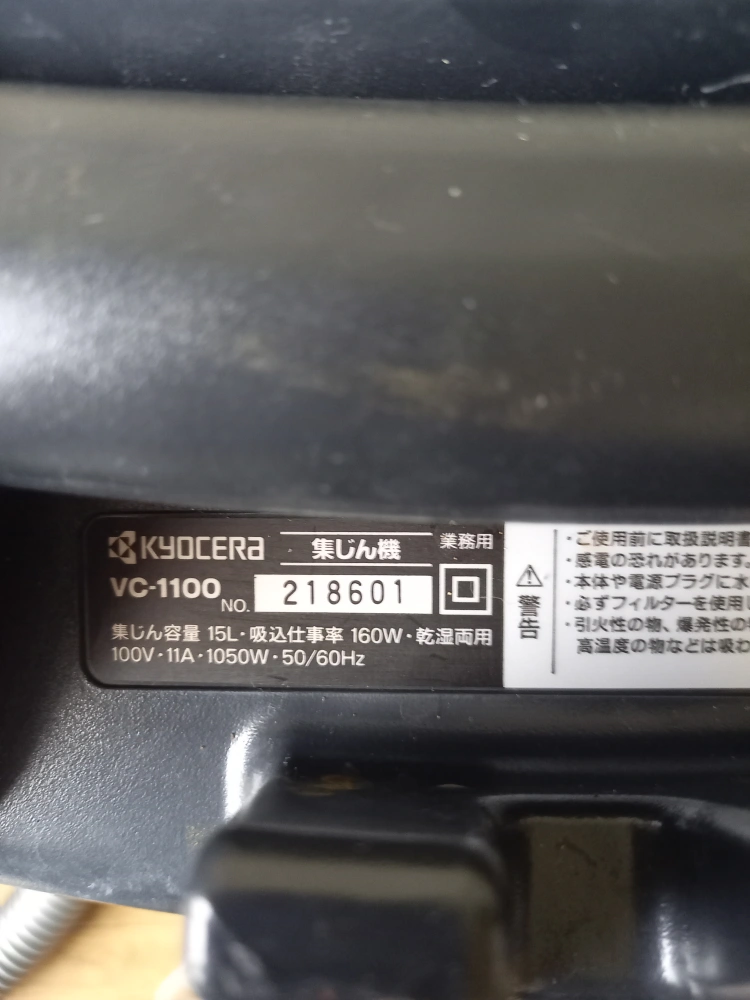 KYOCERA 集じん機 業務用
VC-1100 NO. 218601
集じん容量 15L・吸込仕事率 160W・乾湿両用
100V・11A・1050W・50/60Hz
警告
・ご使用前に取扱説明書
・感電の恐れがあります。
・本体や電源プラグに水
・必ずフィルターを使用
・引火性の物、爆発性の
高温度の物などは吸わ